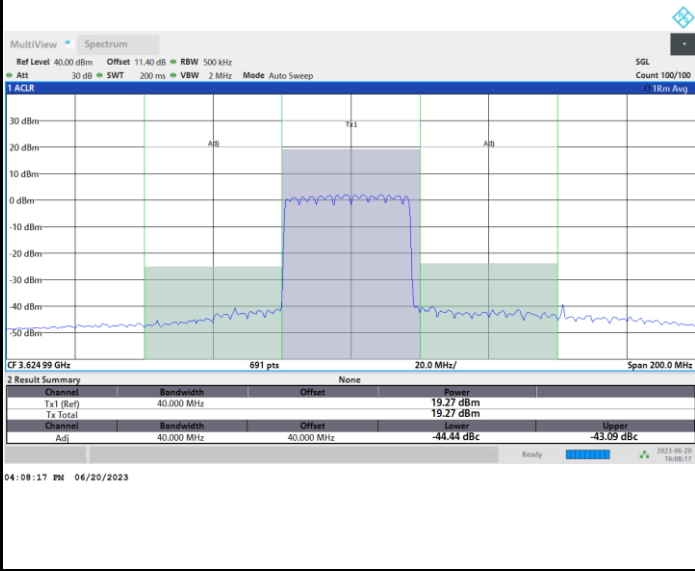 MultiView Spectrum
Ref Level 40.00 dBm Offset 11.40 dB RBW 500 kHz SGL
Att 30 dB SWT 200 ms VBW 2 MHz Mode Auto Sweep Count 100/100
1 ACLR 1Rm Avg
30 dBm
Tx1
20 dBm Adj Adj
10 dBm
0 dBm
-10 dBm
-20 dBm
-30 dBm
-40 dBm
-50 dBm
CF 3.624 99 GHz 691 pts 20.0 MHz/ Span 200.0 MHz
2 Result Summary None
Channel Bandwidth Offset Power
Tx1 (Ref) 40.000 MHz 19.27 dBm
Tx Total 19.27 dBm
Channel Bandwidth Offset Lower Upper
Adj 40.000 MHz 40.000 MHz -44.44 dBc -43.09 dBc
Ready 2023-06-20
16:08:17
04:08:17 PM 06/20/2023